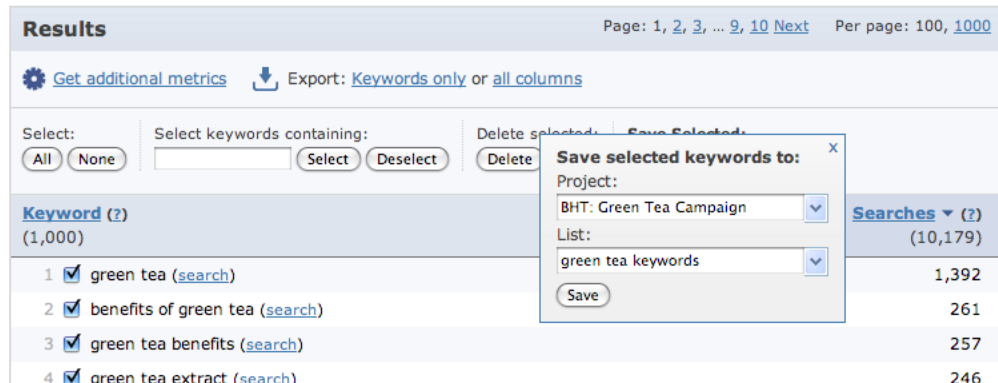 Results Page: 1, 2, 3, ... 9, 10 Next Per page: 100, 1000
Get additional metrics Export: Keywords only or all columns
Select: Select keywords containing: Delete selected: Save Selected:
All None Select Deselect Delete
x
Save selected keywords to:
Project:
BHT: Green Tea Campaign
List:
green tea keywords
Save
Keyword (?) Searches (?)
(1,000) (10,179)
1 green tea (search) 1,392
2 benefits of green tea (search) 261
3 green tea benefits (search) 257
4 green tea extract (search) 246